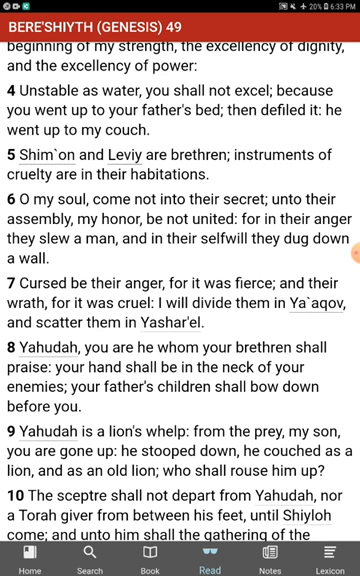 20% 6:33 PM
BERE'SHIYTH (GENESIS) 49
beginning of my strength, the excellency of dignity,
and the excellency of power:
4 Unstable as water, you shall not excel; because
you went up to your father's bed; then defiled it: he
went up to my couch.
5 Shim`on and Leviy are brethren; instruments of
cruelty are in their habitations.
6 O my soul, come not into their secret; unto their
assembly, my honor, be not united: for in their anger
they slew a man, and in their selfwill they dug down
a wall.
7 Cursed be their anger, for it was fierce; and their
wrath, for it was cruel: I will divide them in Ya`aqov,
and scatter them in Yashar'el.
8 Yahudah, you are he whom your brethren shall
praise: your hand shall be in the neck of your
enemies; your father's children shall bow down
before you.
9 Yahudah is a lion's whelp: from the prey, my son,
you are gone up: he stooped down, he couched as a
lion, and as an old lion; who shall rouse him up?
10 The sceptre shall not depart from Yahudah, nor
a Torah giver from between his feet, until Shiyloh
come; and unto him shall the gathering of the
Home Search Book Read Notes Lexicon